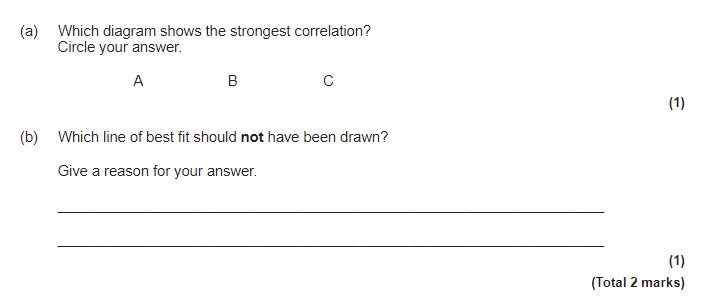 (a) Which diagram shows the strongest correlation?
Circle your answer.
A B C
(1)
(b) Which line of best fit should not have been drawn?
Give a reason for your answer.
(1)
(Total 2 marks)